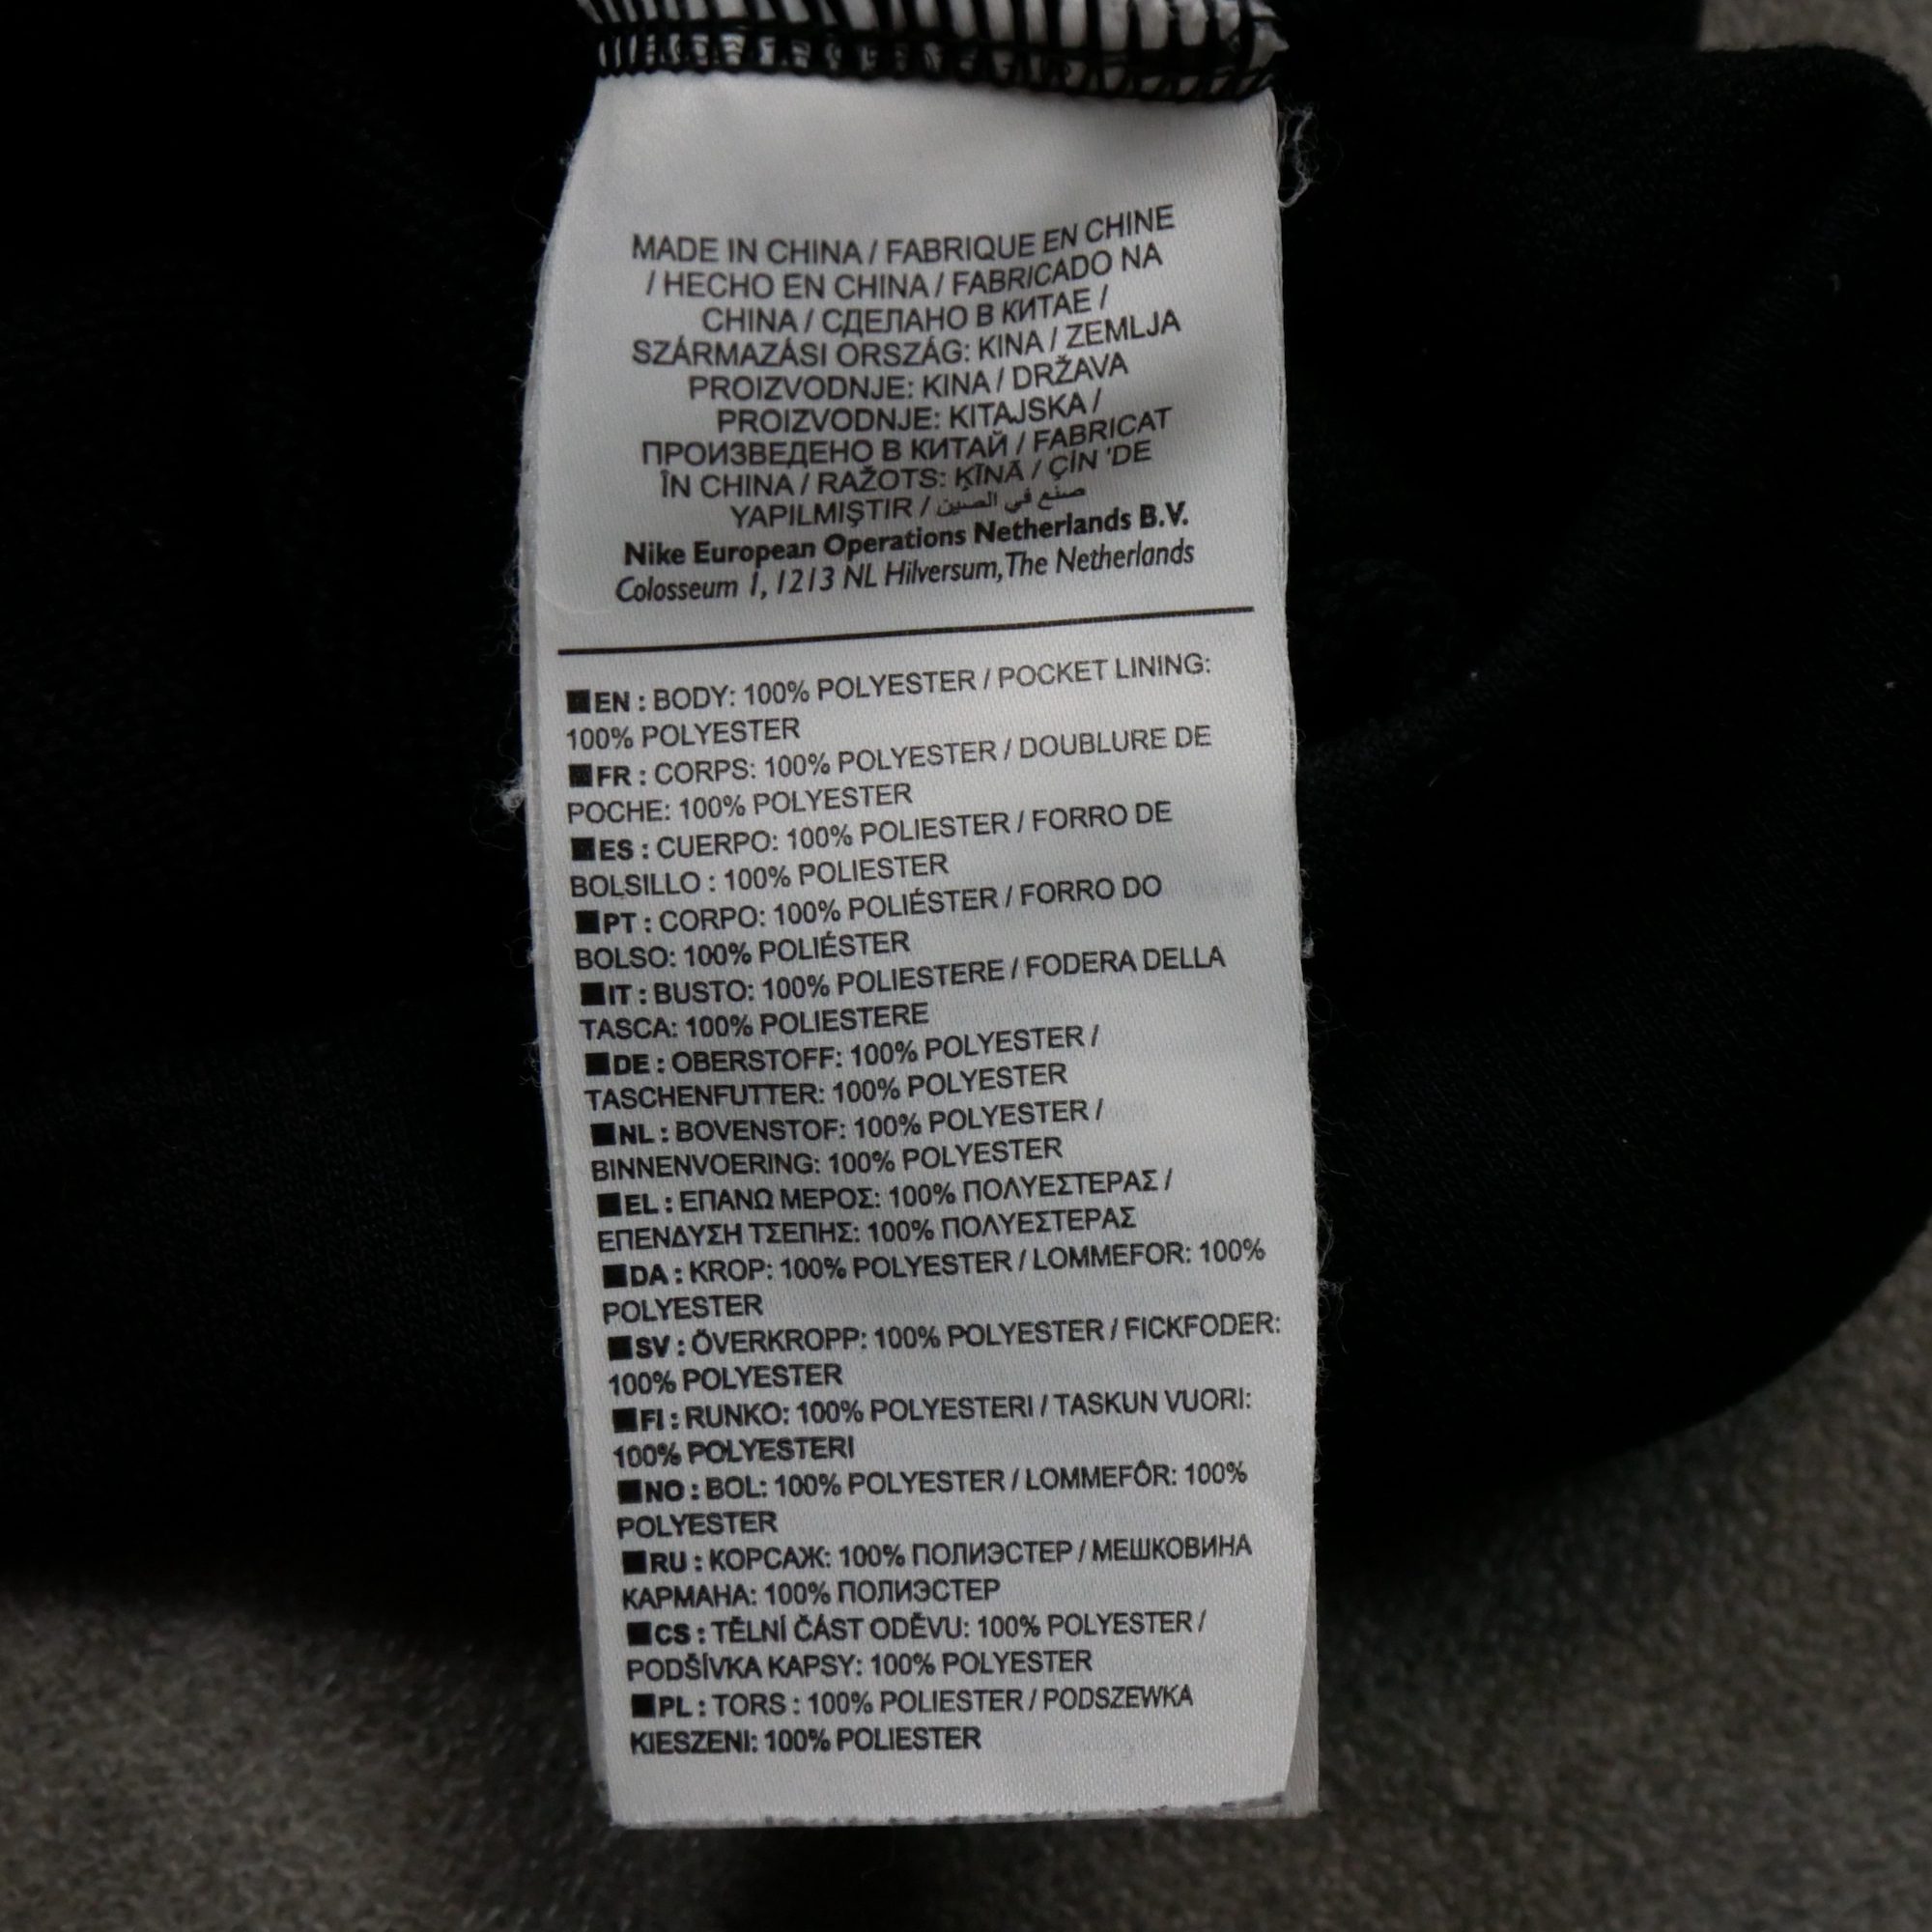 MADE IN CHINA / FABRIQUE EN CHINE
/ HECHO EN CHINA / FABRICADO NA
CHINA / СДЕЛАНО В КИТАЕ /
SZÁRMAZÁSI ORSZÁG: KINA / ZEMLJA
PROIZVODNJE: KINA / DRŽAVA
PROIZVODNJE: KITAJSKA /
ПРОИЗВЕДЕНО В КИТАЙ / FABRICAT
ÎN CHINA / RAŽOTS: ĶĪNĀ / ÇİN 'DE
YAPILMIŞTIR / صنع في الصين
Nike European Operations Netherlands B.V.
Colosseum 1, 1213 NL Hilversum, The Netherlands
■EN : BODY: 100% POLYESTER / POCKET LINING:
100% POLYESTER
■FR : CORPS: 100% POLYESTER / DOUBLURE DE
POCHE: 100% POLYESTER
■ES : CUERPO: 100% POLIESTER / FORRO DE
BOLSILLO : 100% POLIESTER
■PT : CORPO: 100% POLIÉSTER / FORRO DO
BOLSO: 100% POLIÉSTER
■IT : BUSTO: 100% POLIESTERE / FODERA DELLA
TASCA: 100% POLIESTERE
■DE : OBERSTOFF: 100% POLYESTER /
TASCHENFUTTER: 100% POLYESTER
■NL : BOVENSTOF: 100% POLYESTER /
BINNENVOERING: 100% POLYESTER
■EL : ΕΠΑΝΩ ΜΕΡΟΣ: 100% ΠΟΛΥΕΣΤΕΡΑΣ /
ΕΠΕΝΔΥΣΗ ΤΣΕΠΗΣ: 100% ΠΟΛΥΕΣΤΕΡΑΣ
■DA : KROP: 100% POLYESTER / LOMMEFOR: 100%
POLYESTER
■SV : ÖVERKROPP: 100% POLYESTER / FICKFODER:
100% POLYESTER
■FI : RUNKO: 100% POLYESTERI / TASKUN VUORI:
100% POLYESTERI
■NO : BOL: 100% POLYESTER / LOMMEFÔR: 100%
POLYESTER
■RU : КОРСАЖ: 100% ПОЛИЭСТЕР / МЕШКОВИНА
КАРМАНА: 100% ПОЛИЭСТЕР
■CS : TĚLNÍ ČÁST ODĚVU: 100% POLYESTER /
PODŠÍVKA KAPSY: 100% POLYESTER
■PL : TORS : 100% POLIESTER / PODSZEWKA
KIESZENI: 100% POLIESTER